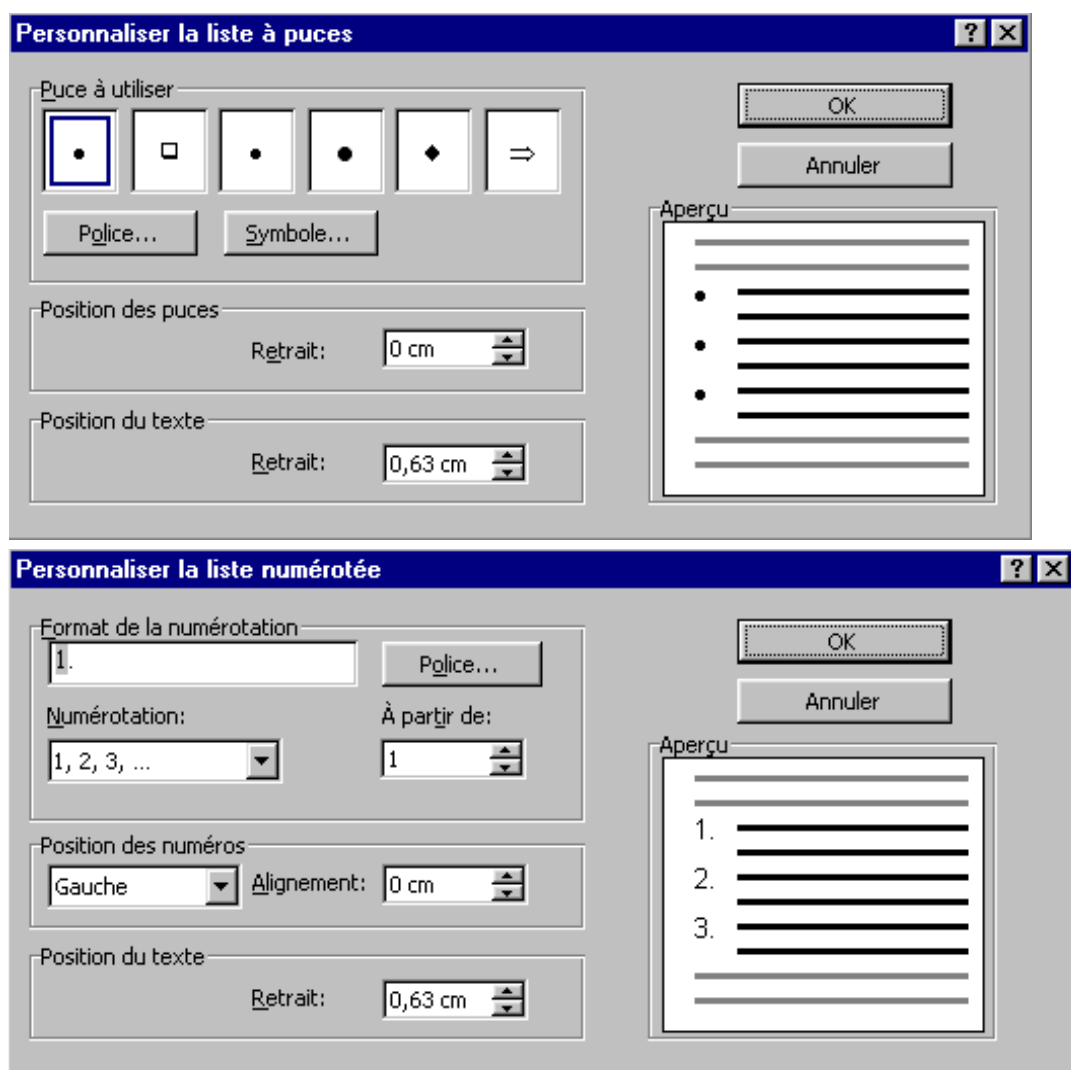 Personnaliser la liste à puces
Puce à utiliser
OK
Annuler
Police...
Symbole...
Aperçu
Position des puces
Retrait:
0 cm
Position du texte
Retrait:
0,63 cm
Personnaliser la liste numérotée
Format de la numérotation
1.
Police...
OK
Numérotation:
À partir de:
Annuler
1, 2, 3, ...
1
Aperçu
Position des numéros
Gauche
Alignement:
0 cm
1.
2.
3.
Position du texte
Retrait:
0,63 cm